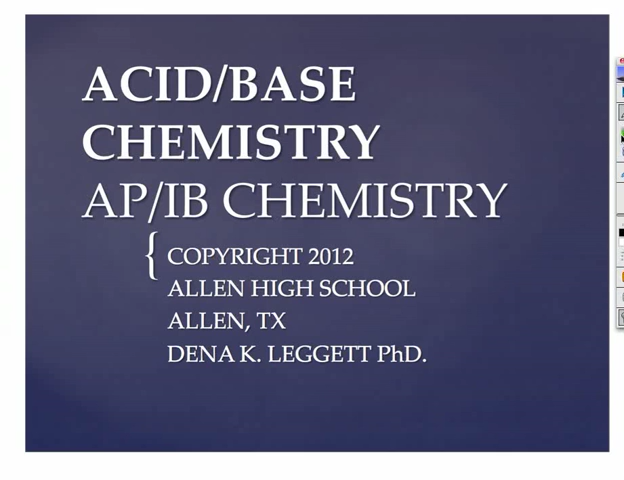 ACID/BASE
CHEMISTRY
AP/IB CHEMISTRY
{ COPYRIGHT 2012
ALLEN HIGH SCHOOL
ALLEN, TX
DENA K. LEGGETT PhD.